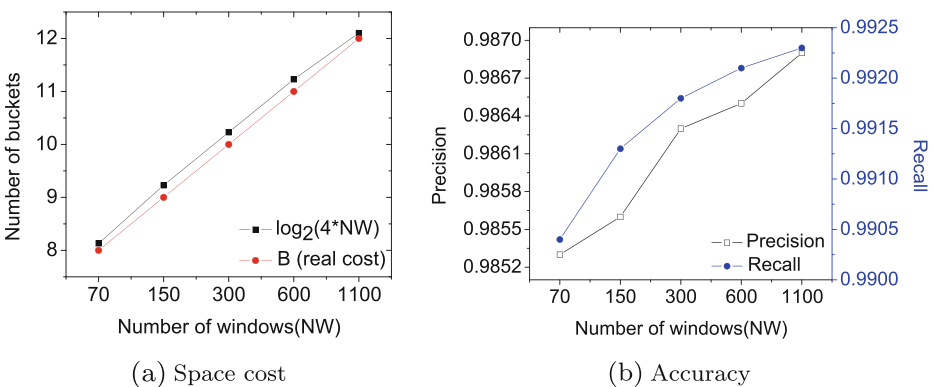 12
11
10
9
8
Number of buckets
log2(4*NW)
B (real cost)
70 150 300 600 1100
Number of windows(NW)
(a) Space cost
0.9870
0.9867
0.9864
0.9861
0.9858
0.9855
0.9852
Precision
0.9925
0.9920
0.9915
0.9910
0.9905
0.9900
Recall
Precision
Recall
70 150 300 600 1100
Number of windows(NW)
(b) Accuracy